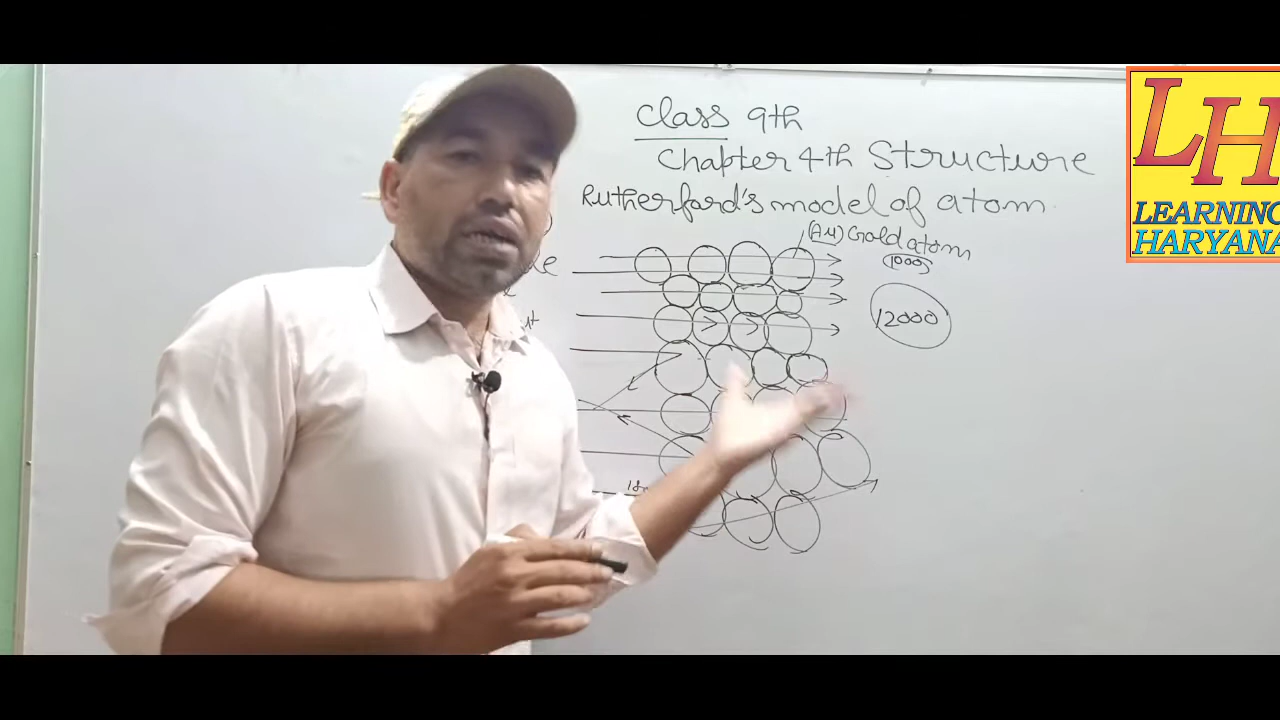 Class 9th
Chapter 4th Structure
Rutherford's model of atom
(Au) Gold atom
(1000)
12000
LH
LEARNING
HARYANA